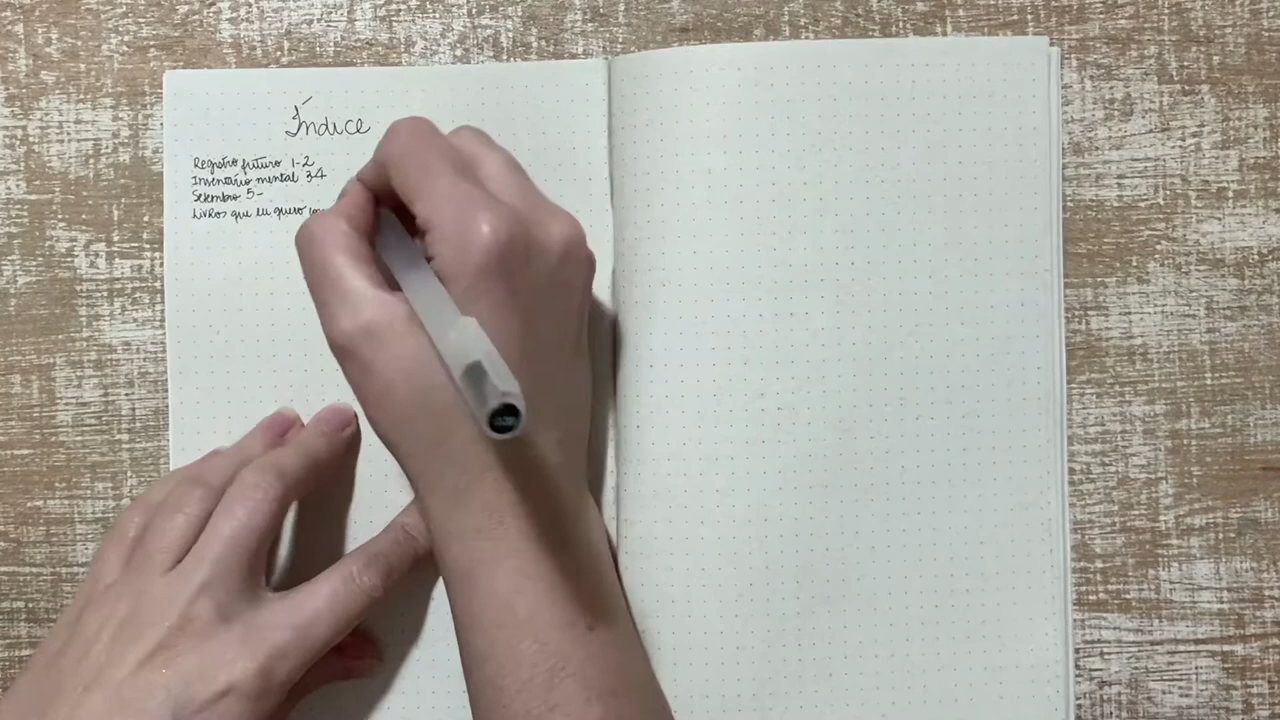 Índice
Registro futuro 1-2
Inventário mental 3-4
Setembro 5-
Livros que eu quero